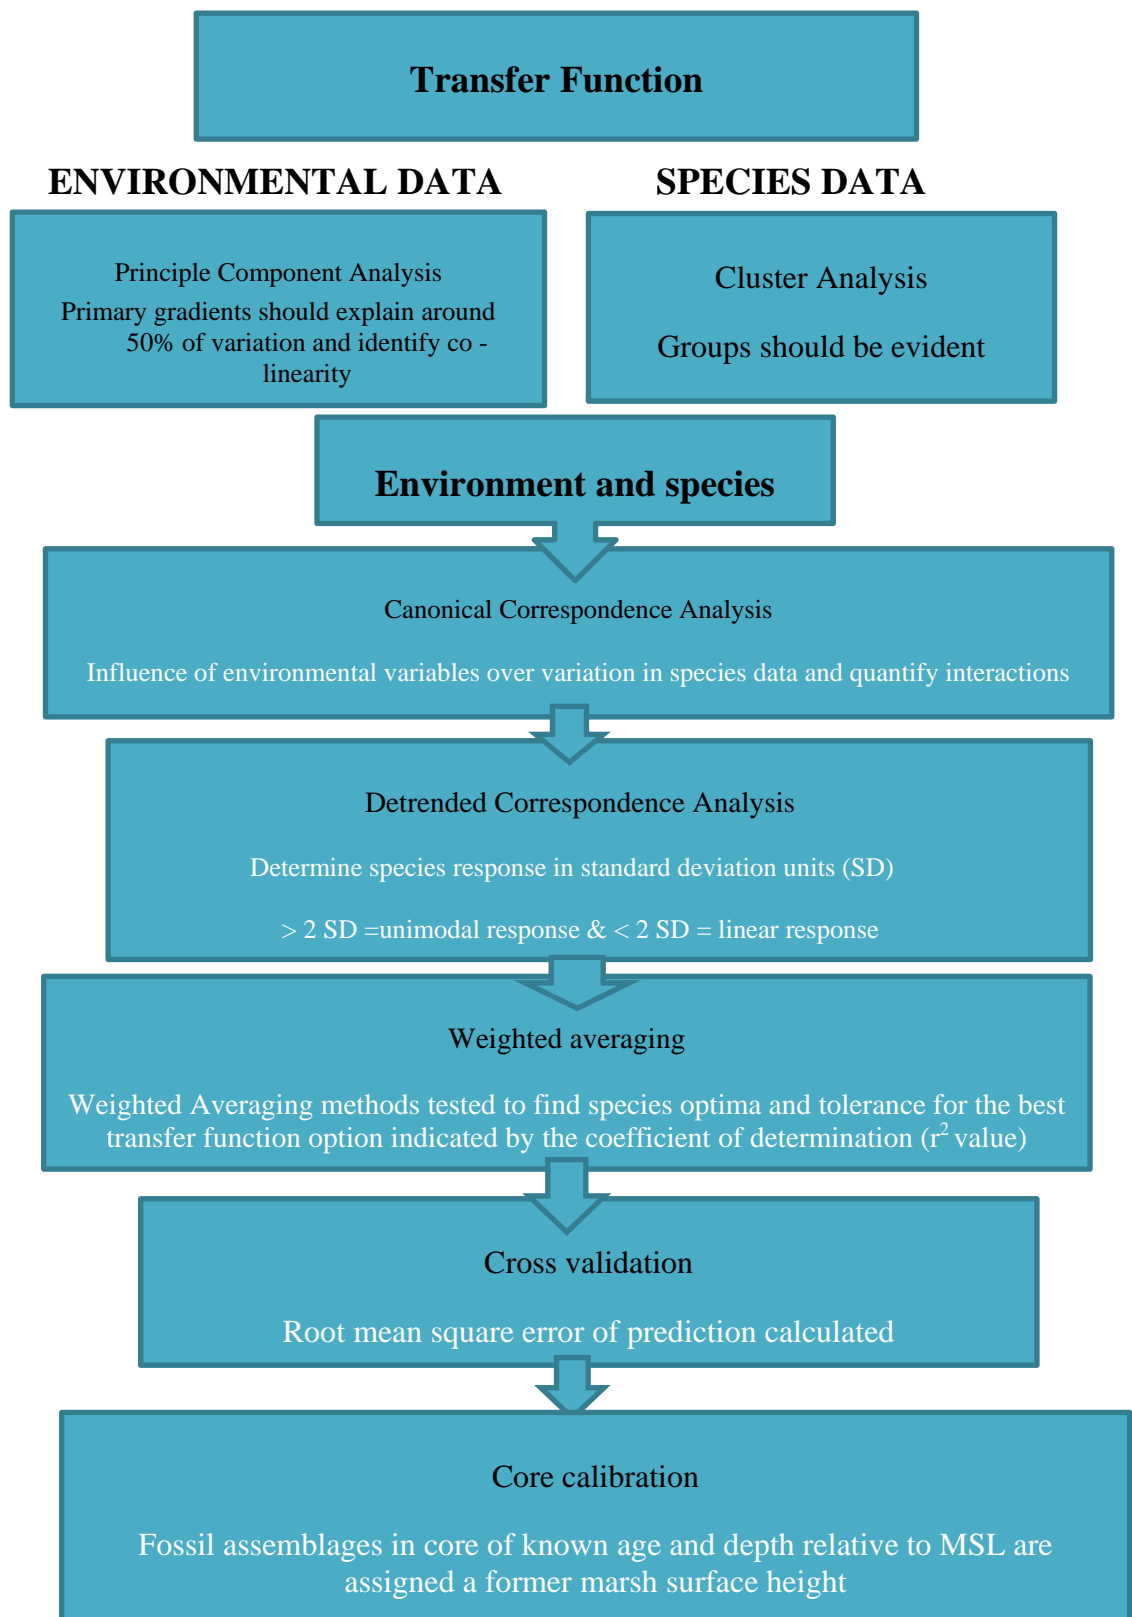 Transfer Function
ENVIRONMENTAL DATA
SPECIES DATA
Principle Component Analysis
Primary gradients should explain around
50% of variation and identify co -
linearity
Cluster Analysis
Groups should be evident
Environment and species
Canonical Correspondence Analysis
Influence of environmental variables over variation in species data and quantify interactions
Detrended Correspondence Analysis
Determine species response in standard deviation units (SD)
> 2 SD =unimodal response & < 2 SD = linear response
Weighted averaging
Weighted Averaging methods tested to find species optima and tolerance for the best
transfer function option indicated by the coefficient of determination (r² value)
Cross validation
Root mean square error of prediction calculated
Core calibration
Fossil assemblages in core of known age and depth relative to MSL are
assigned a former marsh surface height